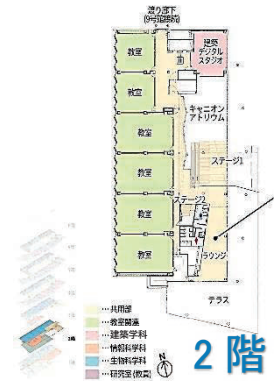 渡り廊下
(9号館接続)
教室
建築
デジタル
スタジオ
教室
キャニオン
アトリウム
教室
ステージ1
教室
ステージ2
教室
教室
ラウンジ
テラス
…共用部
…教室関連
…建築学科
…情報科学科
…生物科学科
…研究室(教員)
N
2階